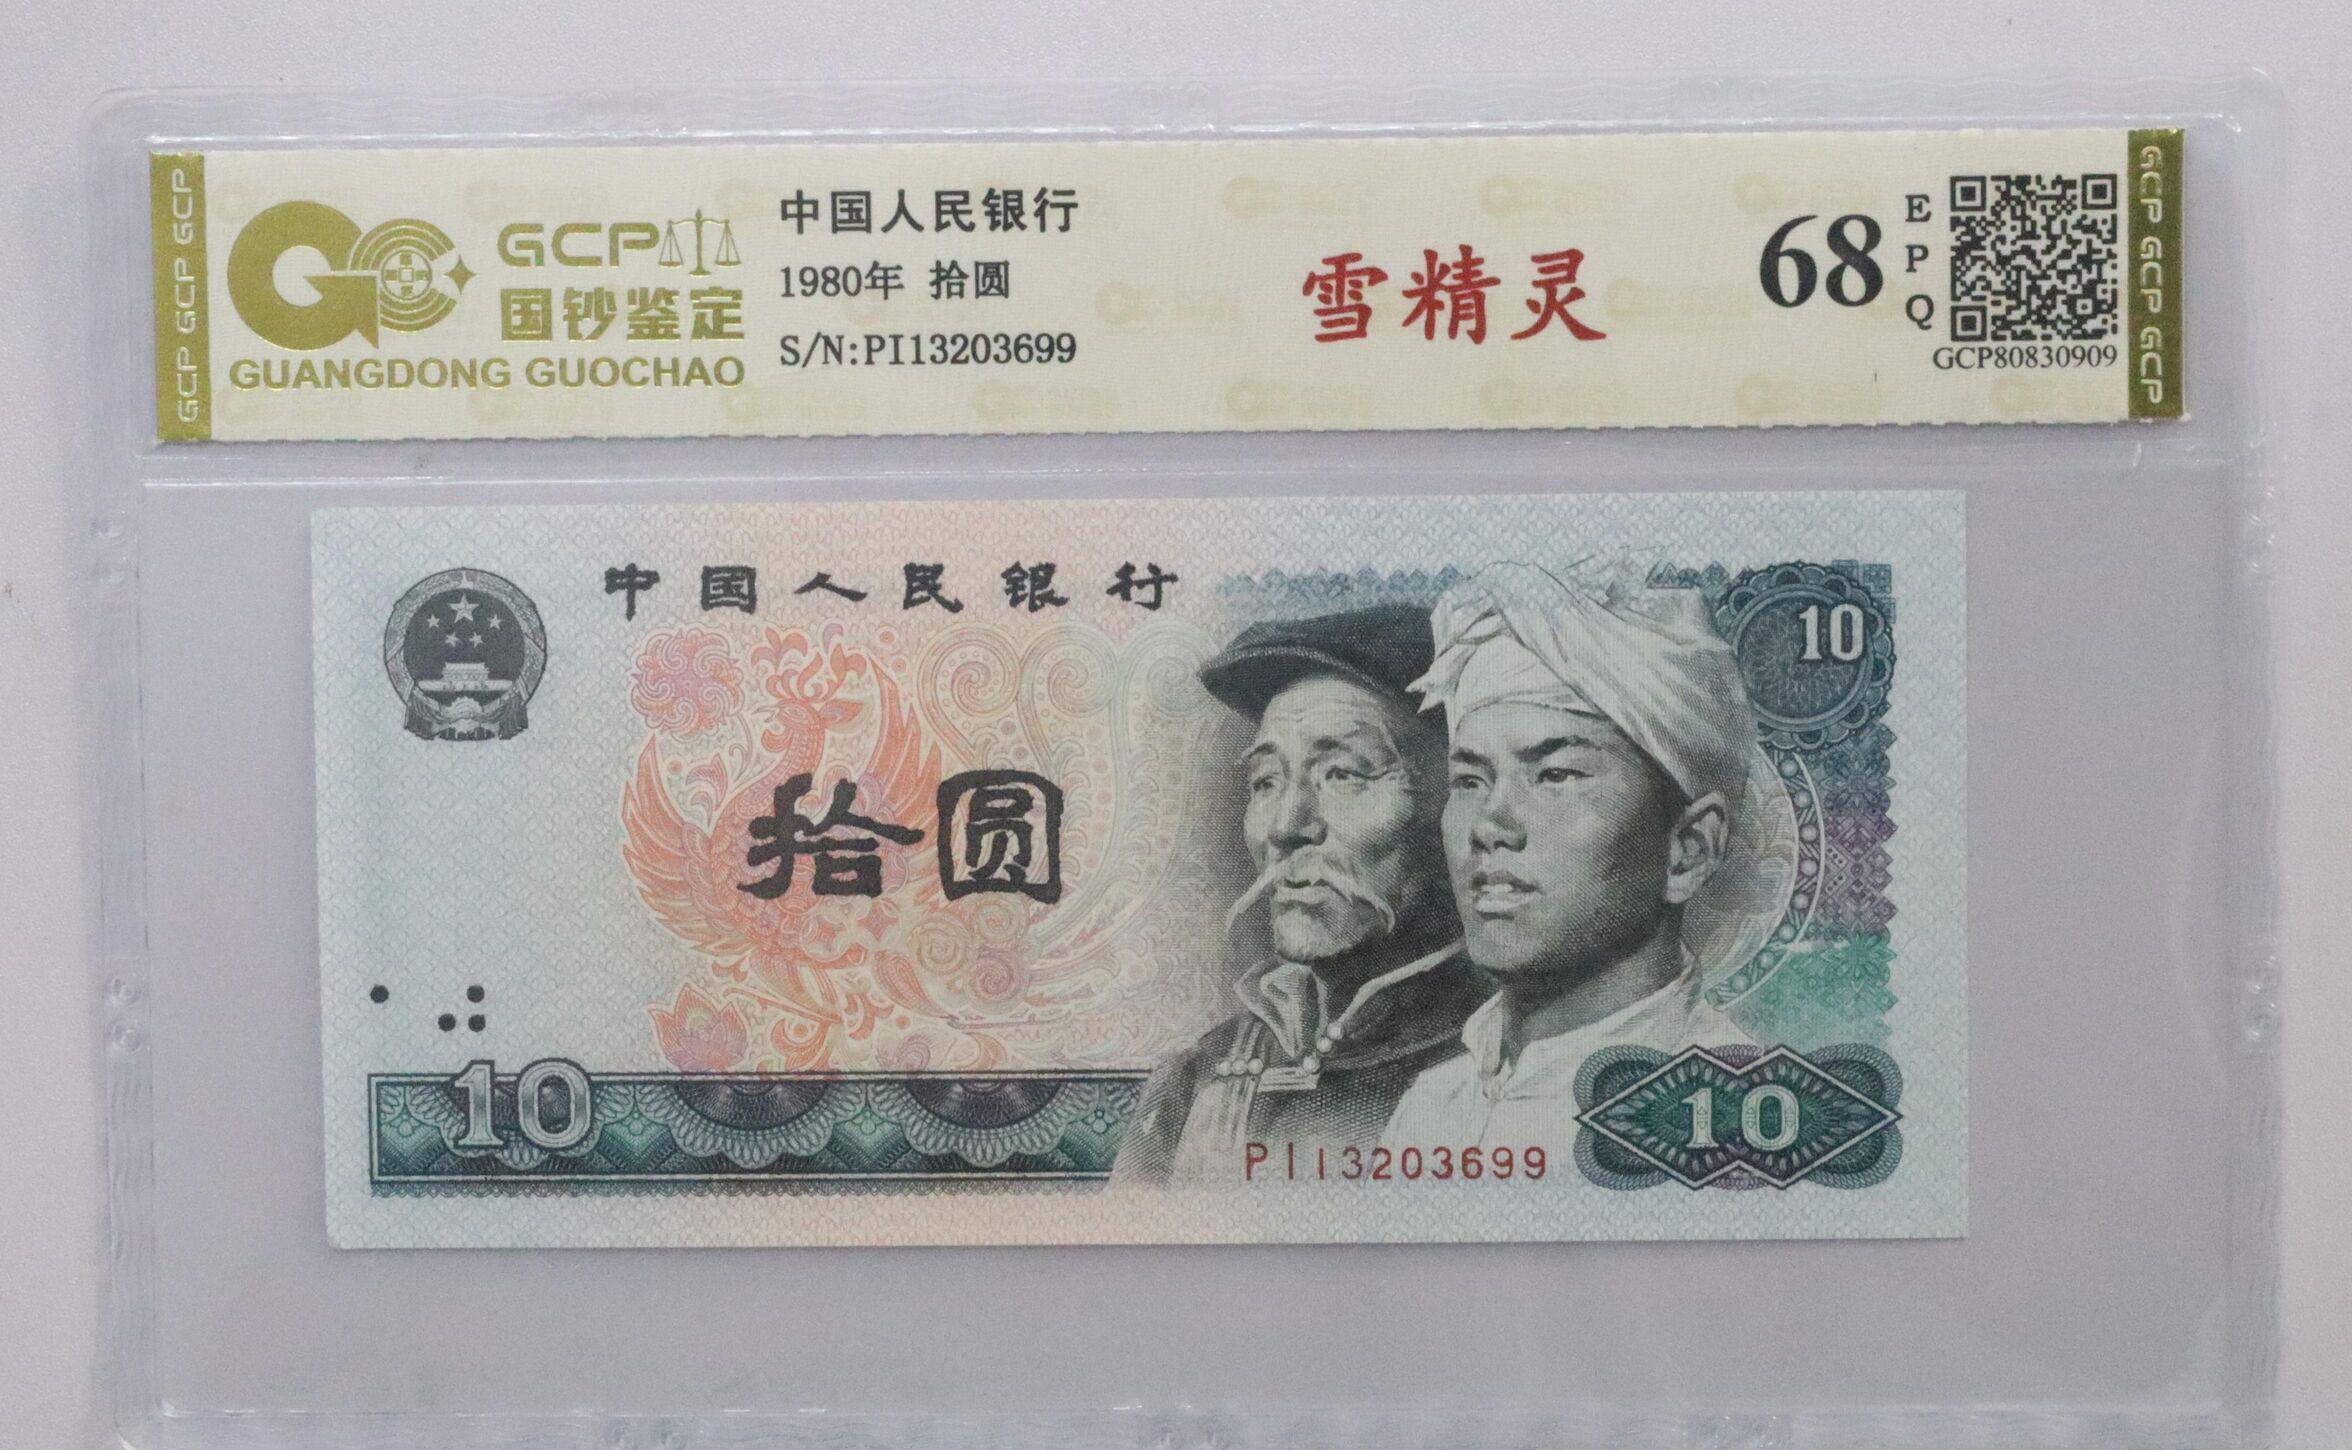 GCP GCP GCP
GCP
国钞鉴定
GUANGDONG GUOCHAO
中国人民银行
1980年 拾圆
S/N:PI13203699
雪精灵
68
EPQ
GCP80830909
GCP GCP GCP
中国人民银行
10
拾圆
10
PI13203699
10